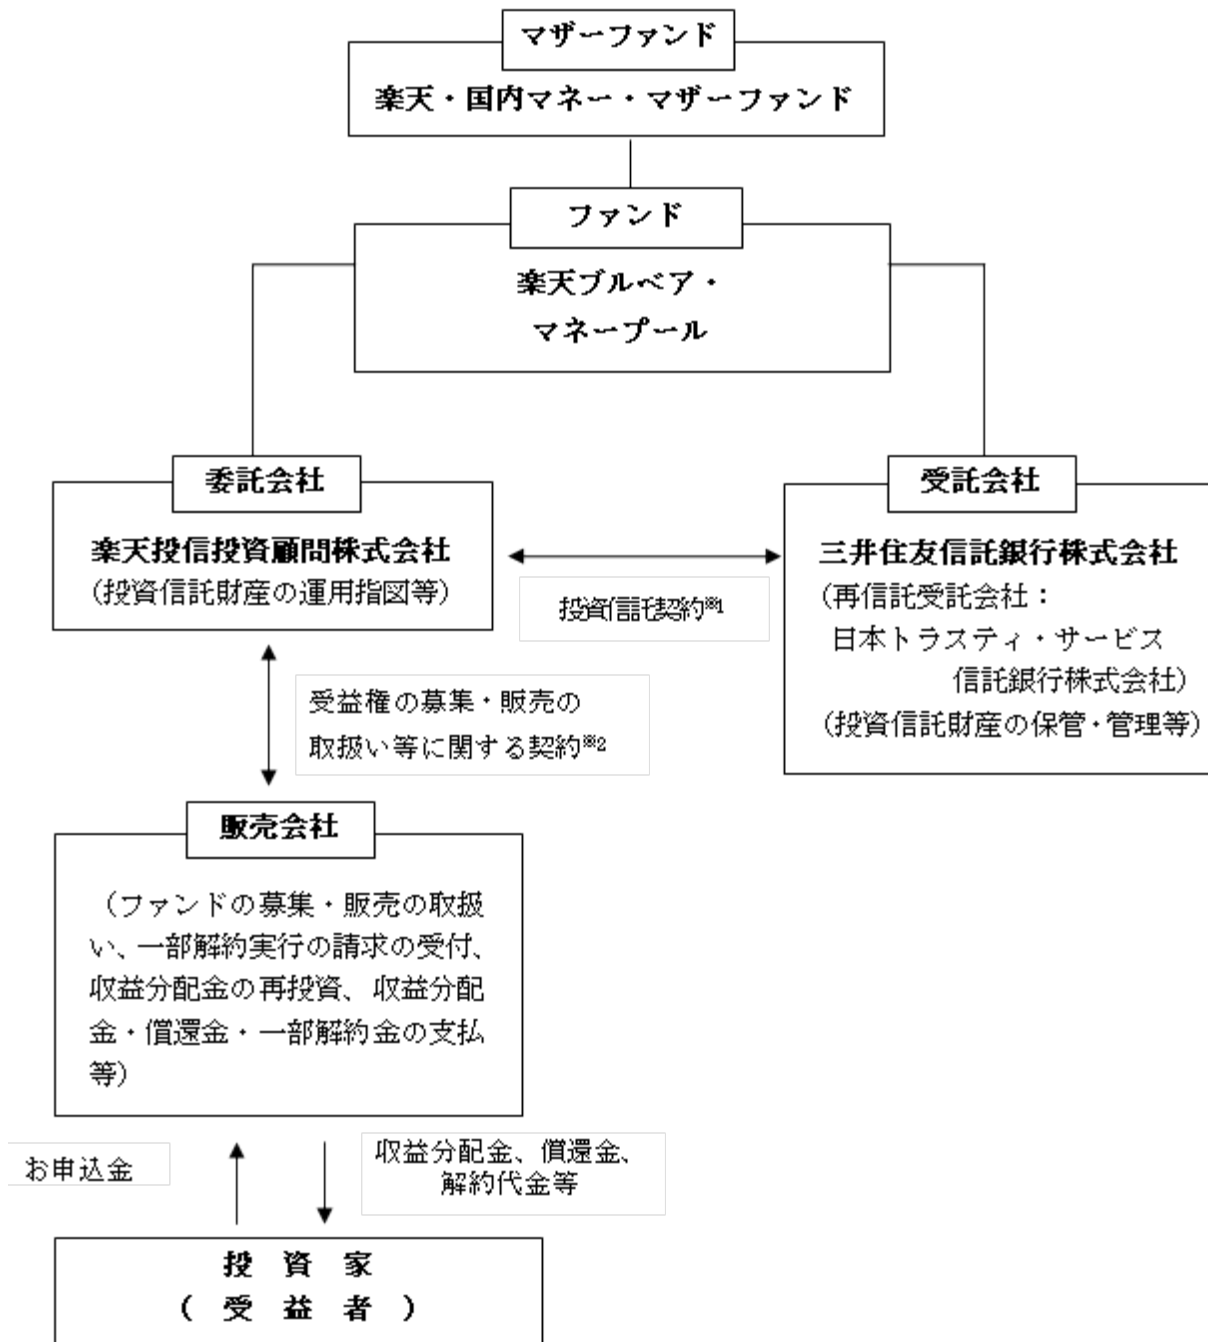 マザーファンド
楽天・国内マネー・マザーファンド
ファンド
楽天ブルベア・
マネープール
委託会社
楽天投信投資顧問株式会社
（投資信託財産の運用指図等）
投資信託契約※1
受託会社
三井住友信託銀行株式会社
（再信託受託会社：
日本トラスティ・サービス
信託銀行株式会社）
（投資信託財産の保管・管理等）
受益権の募集・販売の
取扱い等に関する契約※2
販売会社
（ファンドの募集・販売の取扱
い、一部解約実行の請求の受付、
収益分配金の再投資、収益分配
金・償還金・一部解約金の支払
等）
お申込金
収益分配金、償還金、
解約代金等
投　資　家
（　受　益　者　）